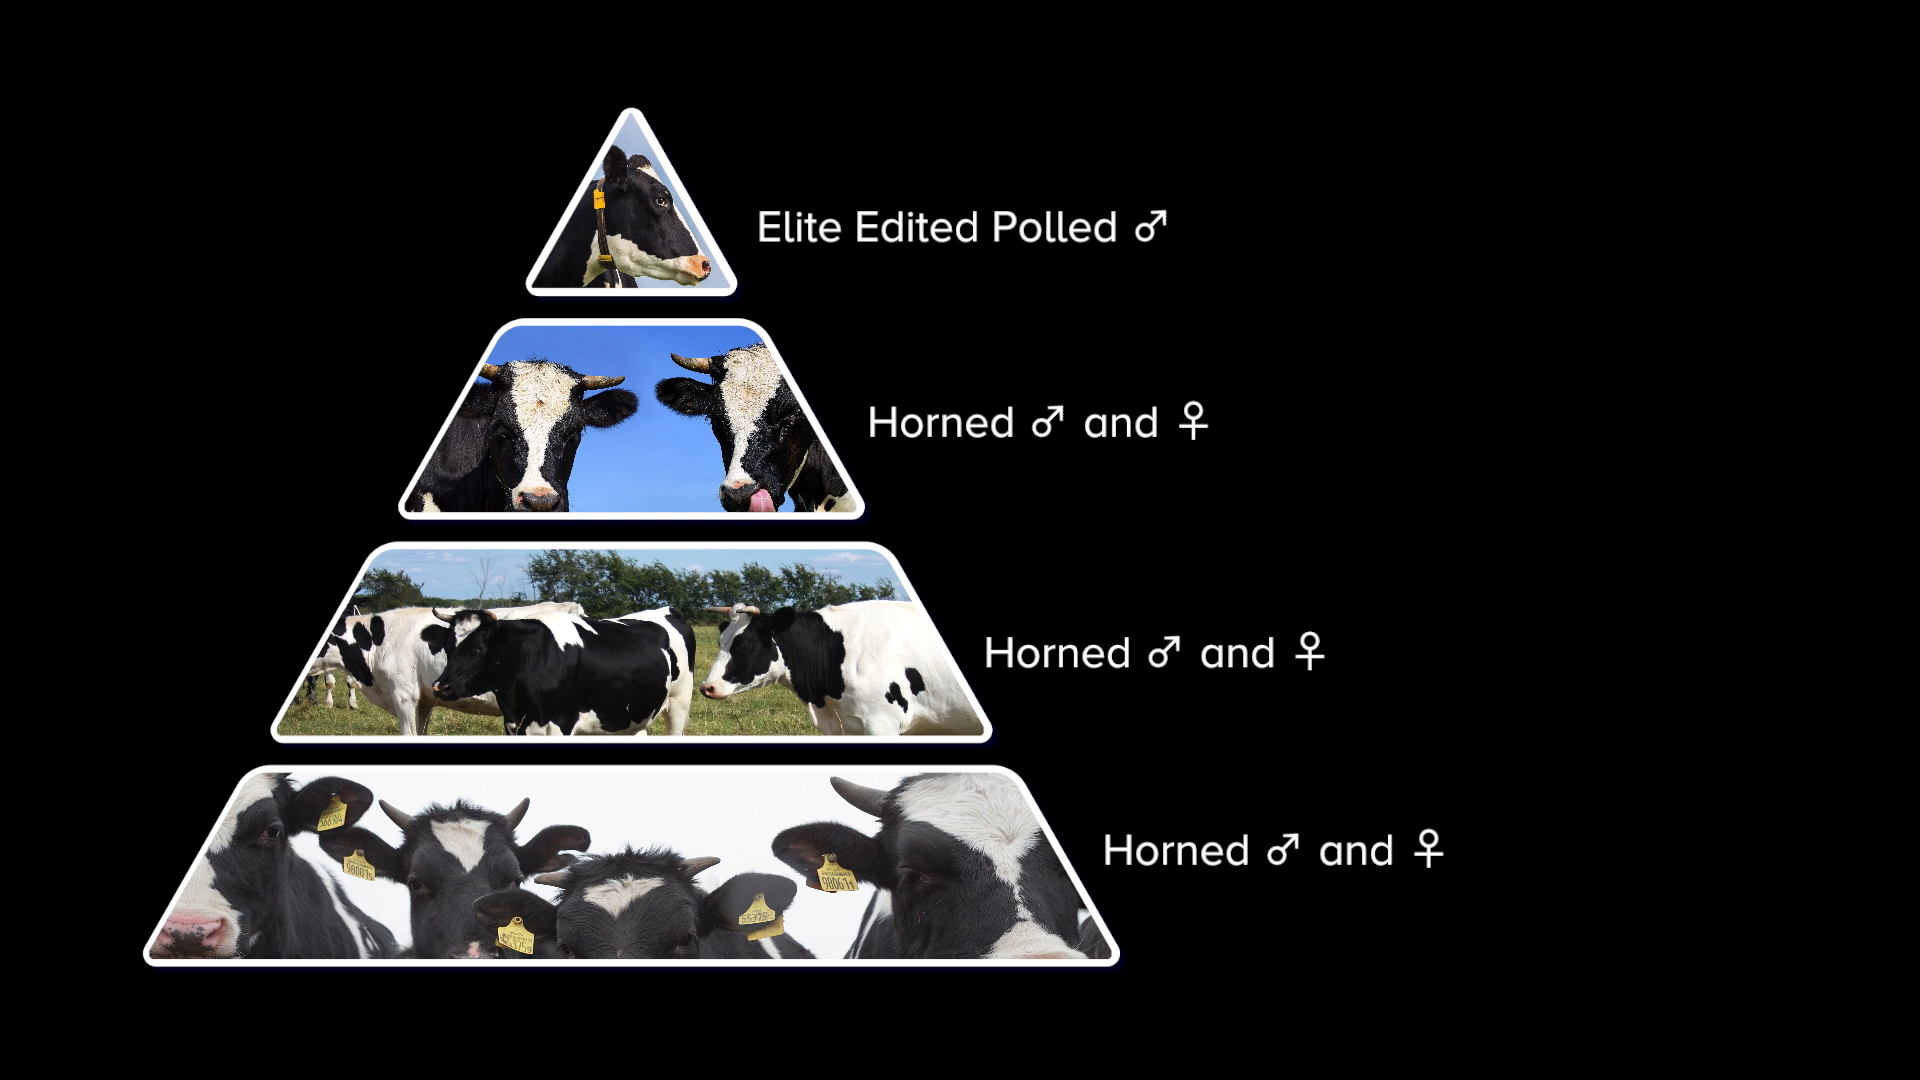 Elite Edited Polled ♂
Horned ♂ and ♀
Horned ♂ and ♀
Horned ♂ and ♀